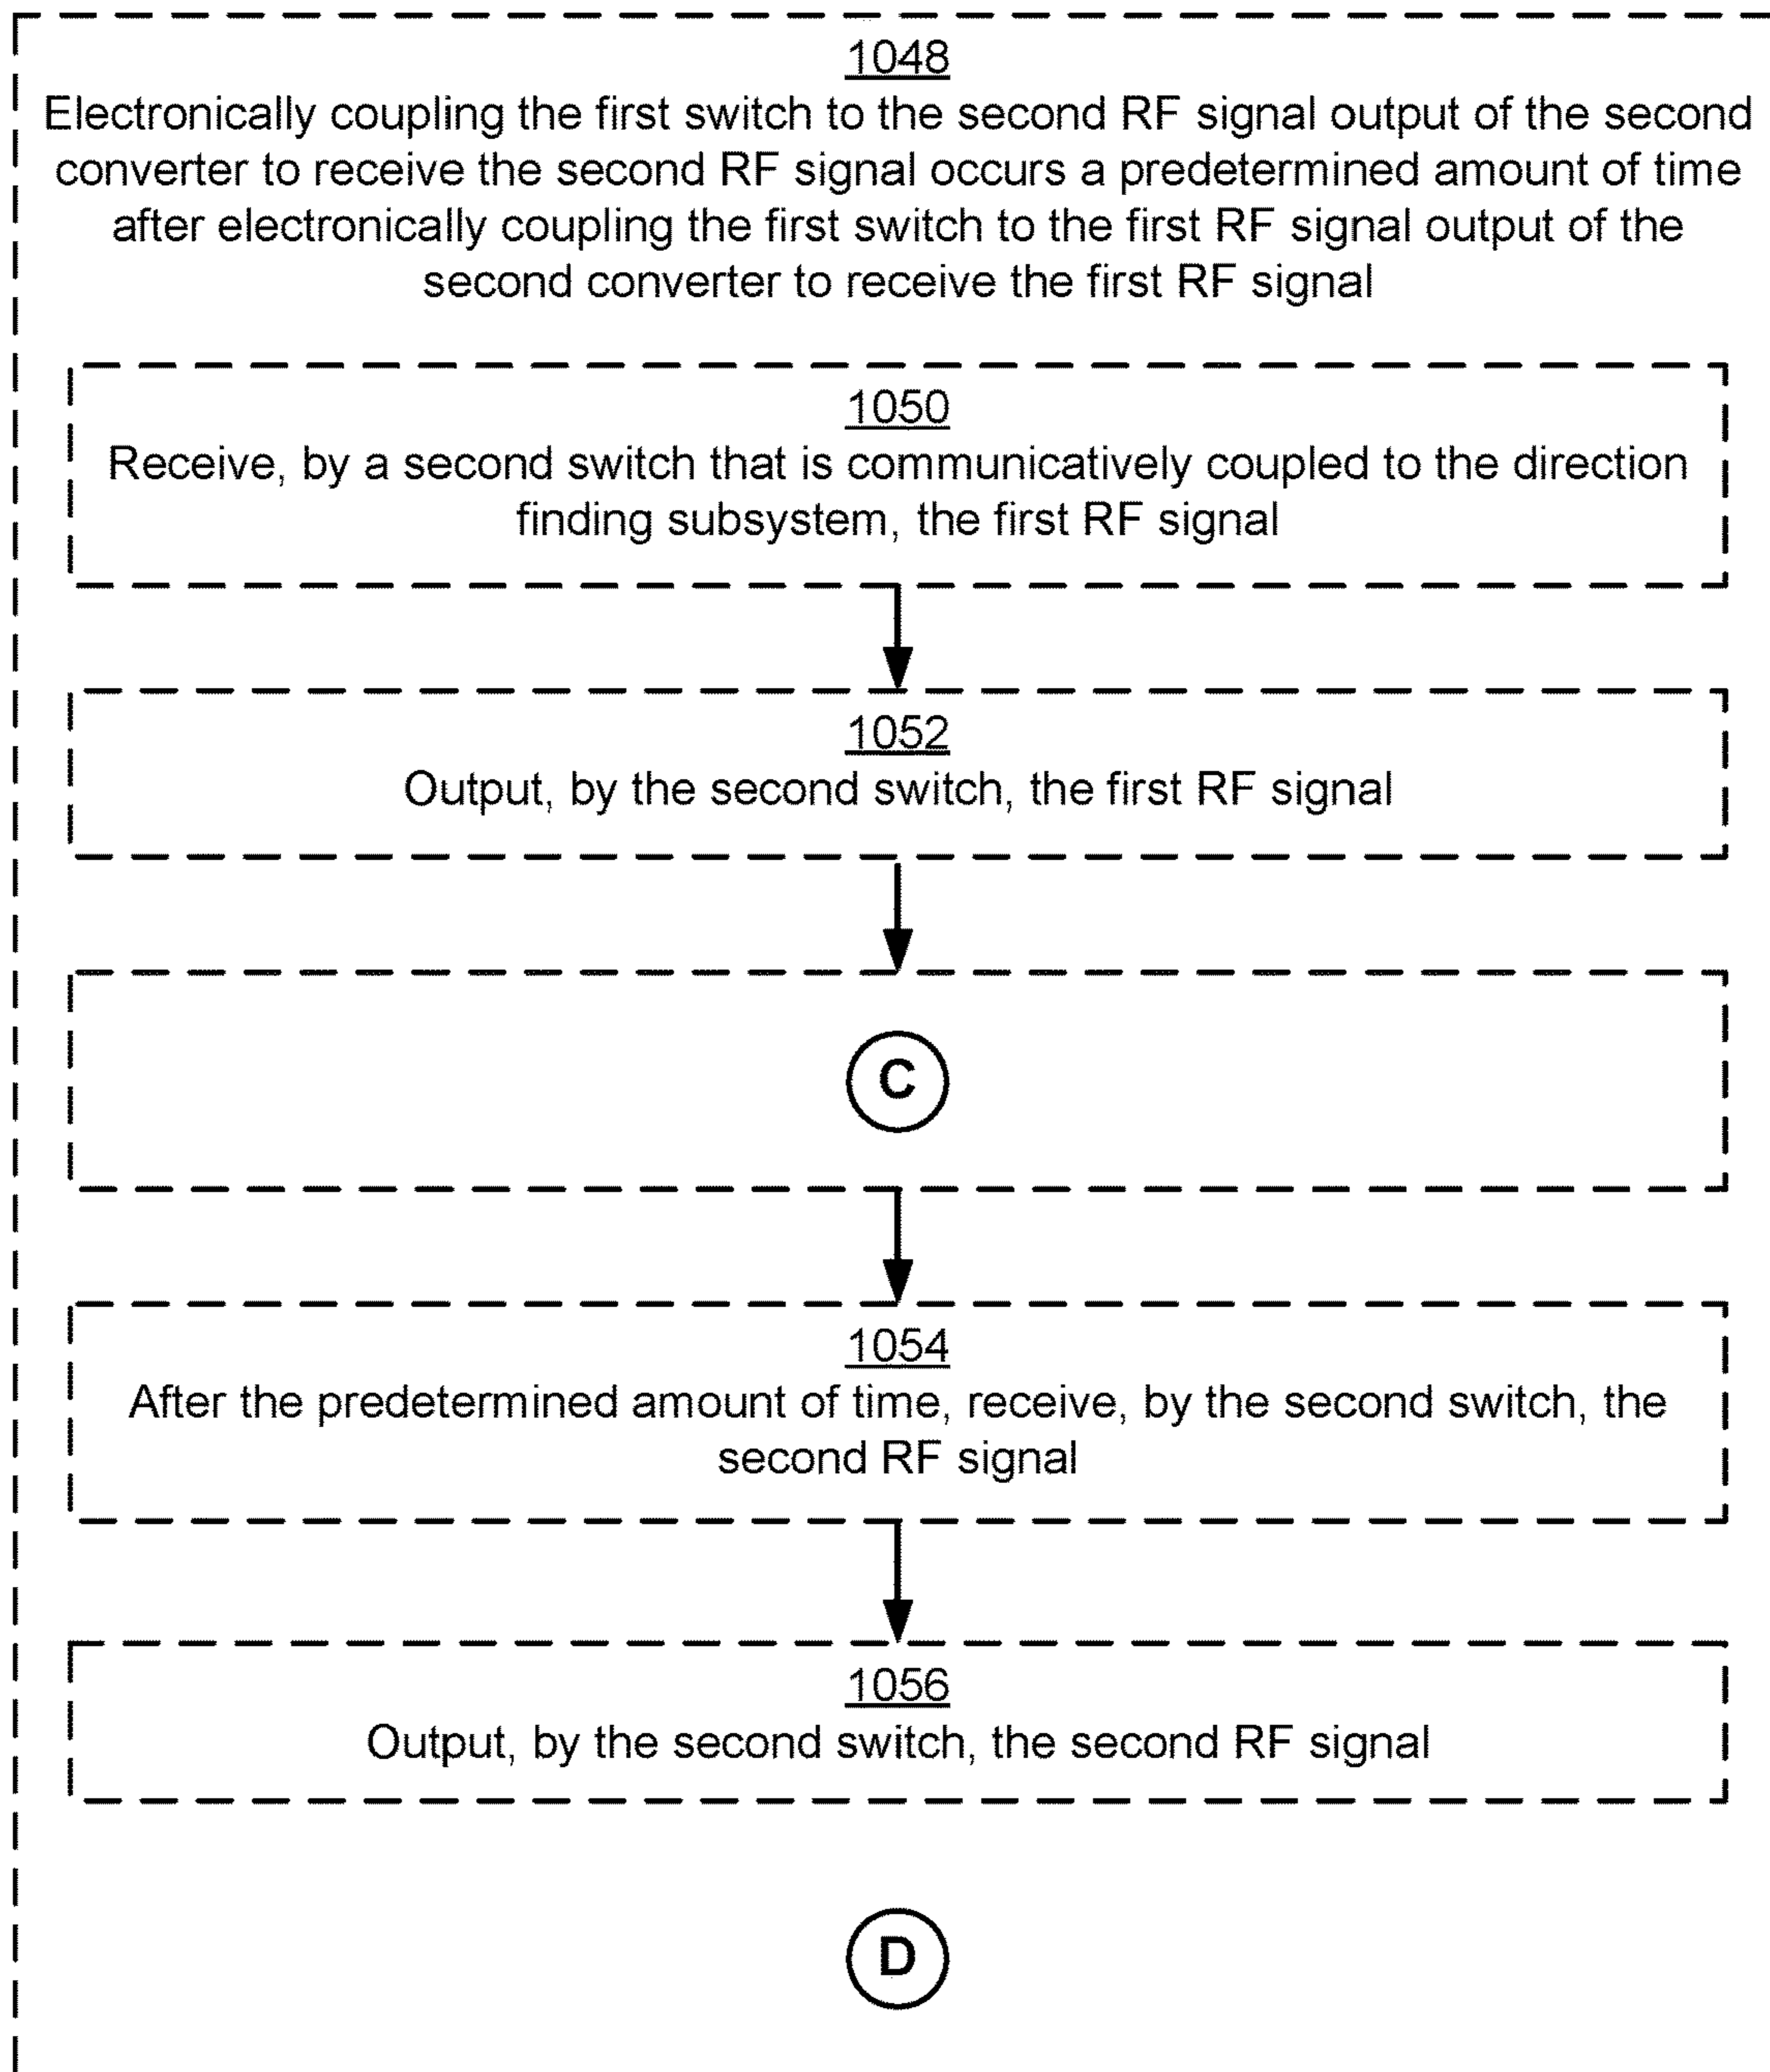 1048
Electronically coupling the first switch to the second RF signal output of the second
converter to receive the second RF signal occurs a predetermined amount of time
after electronically coupling the first switch to the first RF signal output of the
second converter to receive the first RF signal
1050
Receive, by a second switch that is communicatively coupled to the direction
finding subsystem, the first RF signal
1052
Output, by the second switch, the first RF signal
C
1054
After the predetermined amount of time, receive, by the second switch, the
second RF signal
1056
Output, by the second switch, the second RF signal
D